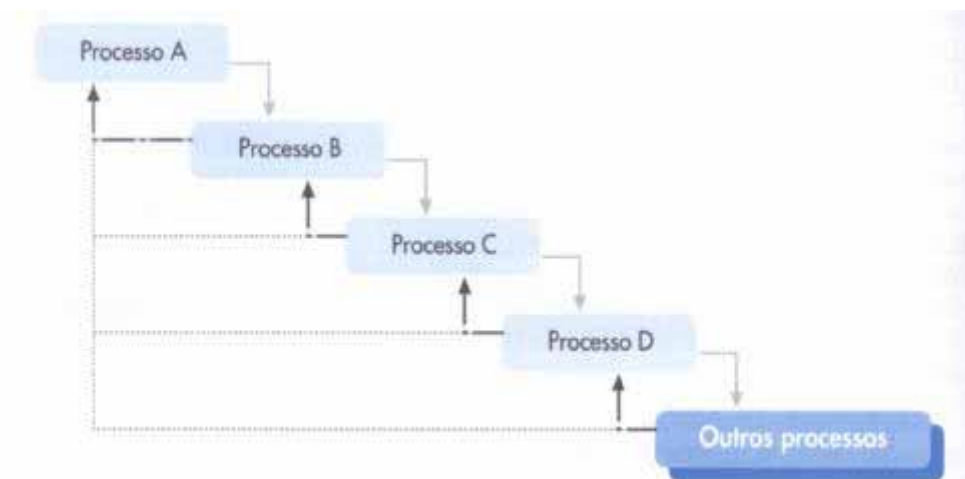 Processo A
Processo B
Processo C
Processo D
Outros processos